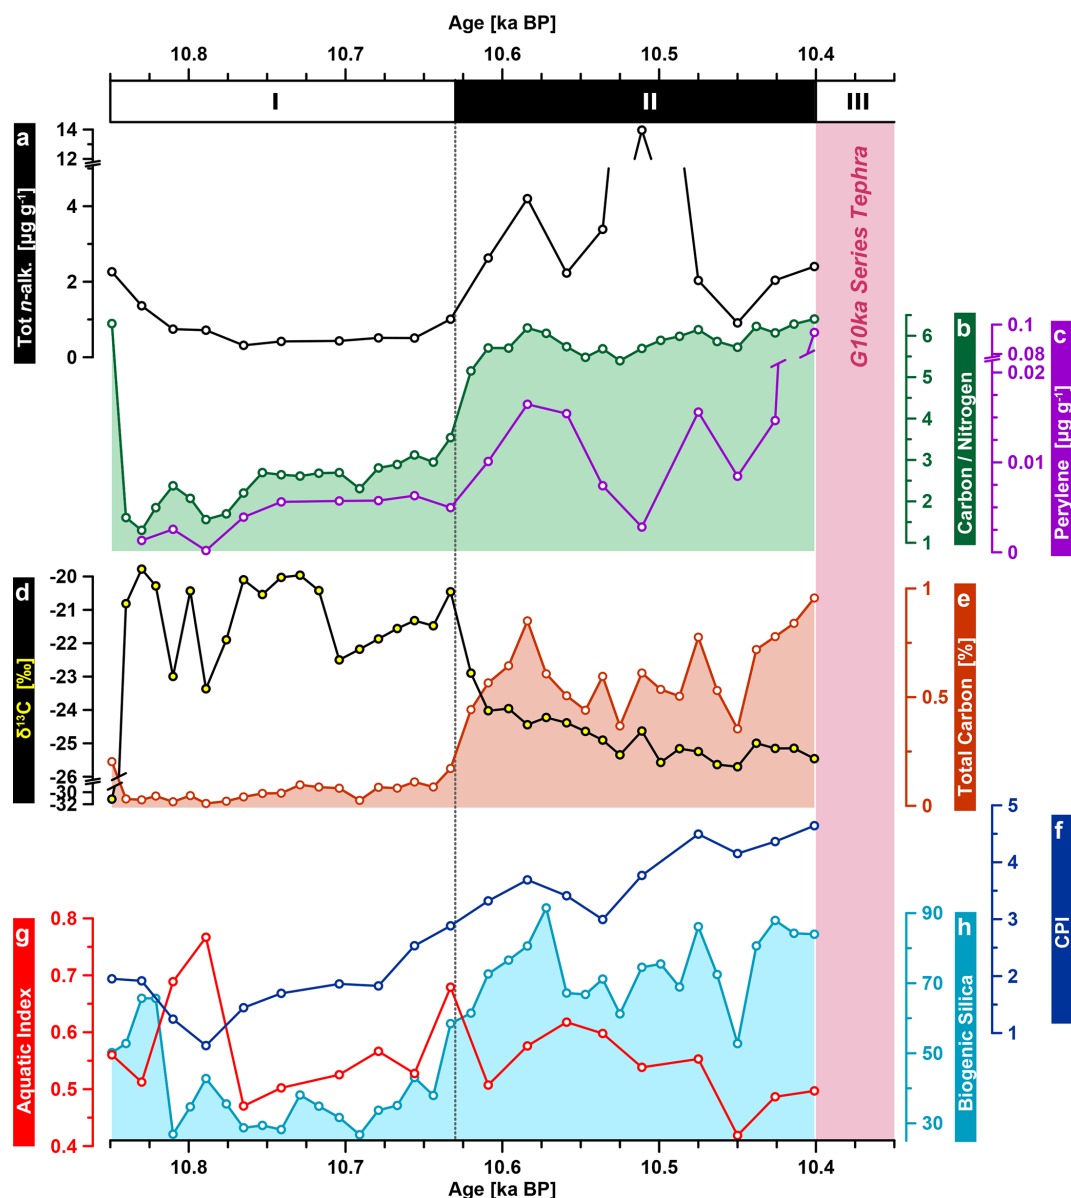 Age [ka BP]
10.8 10.7 10.6 10.5 10.4
I II III
a
Tot n-alk. [µg g⁻¹]
14
12
4
2
0
G10ka Series Tephra
b
Carbon / Nitrogen
6
5
4
3
2
1
c
Perylene [µg g⁻¹]
0.1
0.08
0.02
0.01
0
d
δ¹³C [‰]
-20
-21
-22
-23
-24
-25
-26
-30
-32
e
Total Carbon [%]
1
0.5
0
f
CPI
5
4
3
2
1
g
Aquatic Index
0.8
0.7
0.6
0.5
0.4
h
Biogenic Silica
90
70
50
30
10.8 10.7 10.6 10.5 10.4
Age [ka BP]